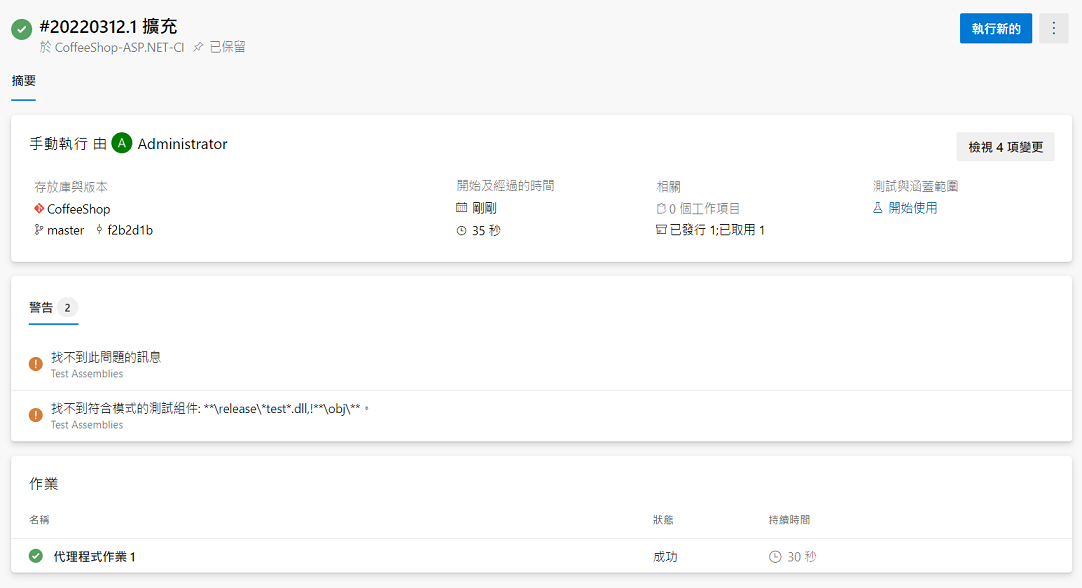 #20220312.1 擴充
執行新的
於 CoffeeShop-ASP.NET-CI 已保留
摘要
手動執行 由 A Administrator
檢視 4 項變更
存放庫與版本
開始及經過的時間
相關
測試與涵蓋範圍
CoffeeShop
剛剛
0 個工作項目
開始使用
master f2b2d1b
35 秒
已發行 1;已取用 1
警告 2
找不到此問題的訊息
Test Assemblies
找不到符合模式的測試組件: **\release\*test*.dll,!**\obj\**。
Test Assemblies
作業
名稱
狀態
持續時間
代理程式作業 1
成功
30 秒